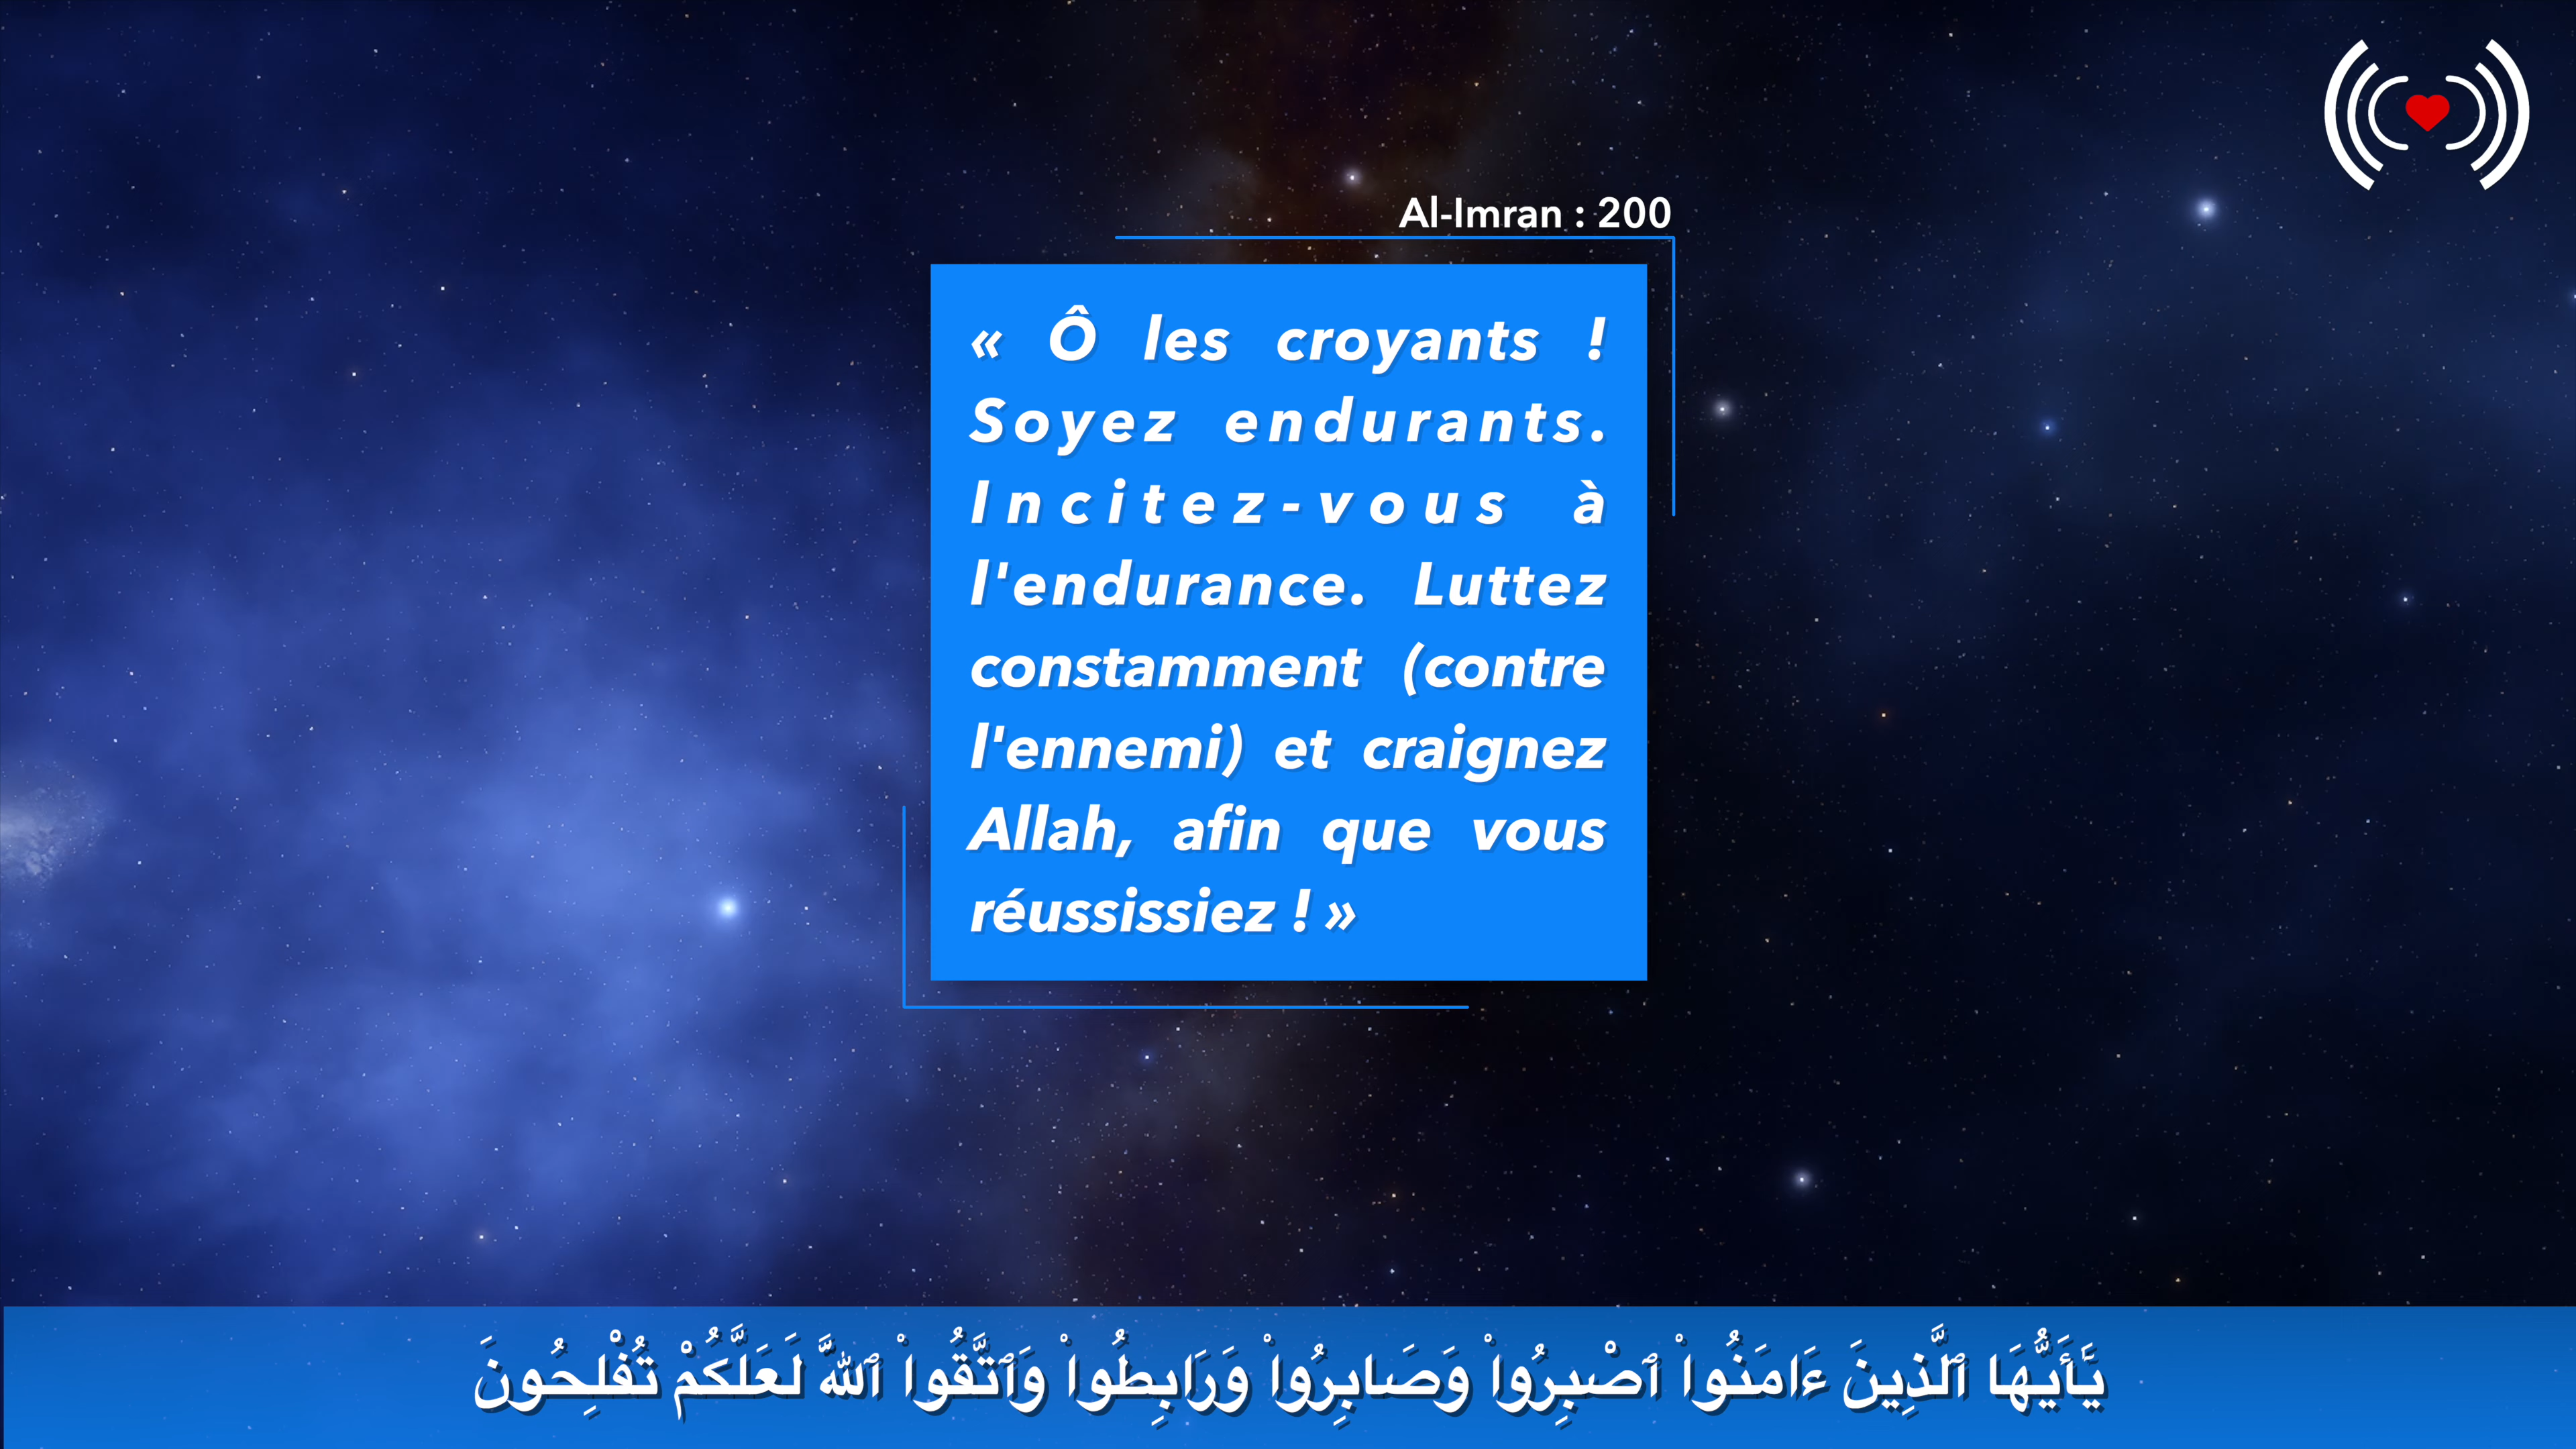 Al-Imran : 200
« Ô les croyants !
Soyez endurants.
Incitez-vous à
l'endurance. Luttez
constamment (contre
l'ennemi) et craignez
Allah, afin que vous
réussissiez ! »
يَٰٓأَيُّهَا ٱلَّذِينَ ءَامَنُوا۟ ٱصْبِرُوا۟ وَصَابِرُوا۟ وَرَابِطُوا۟ وَٱتَّقُوا۟ ٱللَّهَ لَعَلَّكُمْ تُفْلِحُونَ